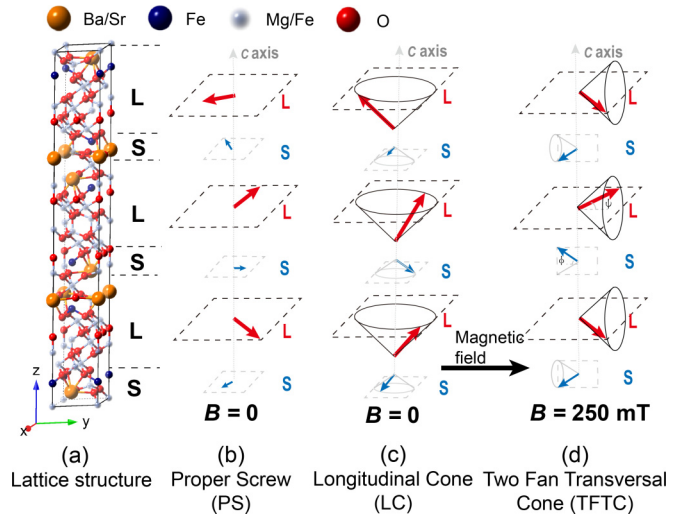 Ba/Sr Fe Mg/Fe O
c axis c axis c axis
L L L L
S S S S
L L L ψ L
S S S ϕ S
L L L L
Magnetic
field
S S S S
z
y
x
B = 0 B = 0 B = 250 mT
(a) (b) (c) (d)
Lattice structure Proper Screw Longitudinal Cone Two Fan Transversal
(PS) (LC) Cone (TFTC)